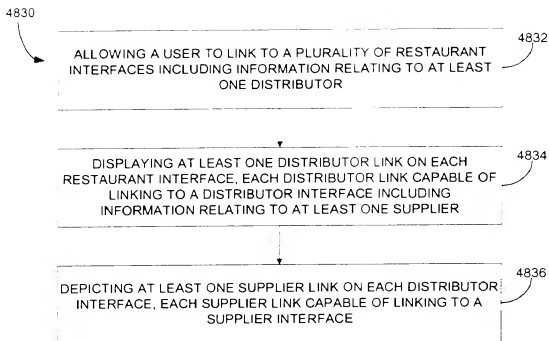 4830
4832
ALLOWING A USER TO LINK TO A PLURALITY OF RESTAURANT
INTERFACES INCLUDING INFORMATION RELATING TO AT LEAST
ONE DISTRIBUTOR
4834
DISPLAYING AT LEAST ONE DISTRIBUTOR LINK ON EACH
RESTAURANT INTERFACE, EACH DISTRIBUTOR LINK CAPABLE OF
LINKING TO A DISTRIBUTOR INTERFACE INCLUDING
INFORMATION RELATING TO AT LEAST ONE SUPPLIER
4836
DEPICTING AT LEAST ONE SUPPLIER LINK ON EACH DISTRIBUTOR
INTERFACE, EACH SUPPLIER LINK CAPABLE OF LINKING TO A
SUPPLIER INTERFACE